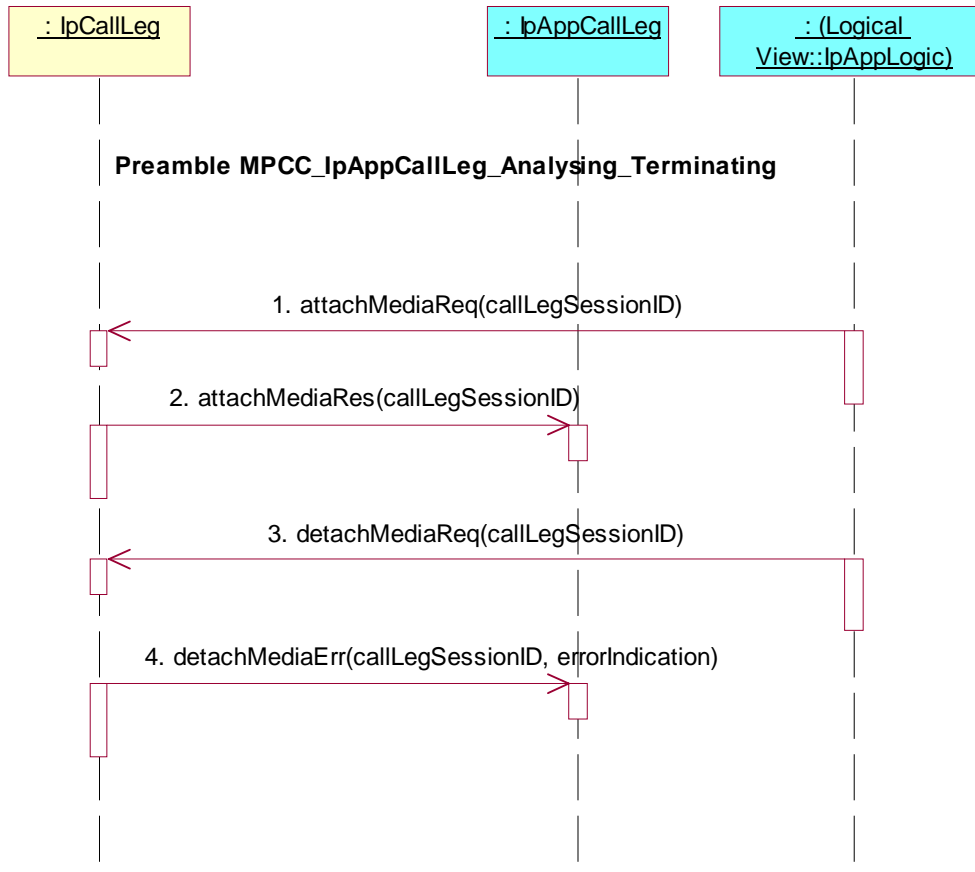 : IpCallLeg
: IpAppCallLeg
: (Logical
View::IpAppLogic)
Preamble MPCC_IpAppCallLeg_Analysing_Terminating
1. attachMediaReq(callLegSessionID)
2. attachMediaRes(callLegSessionID)
3. detachMediaReq(callLegSessionID)
4. detachMediaErr(callLegSessionID, errorIndication)